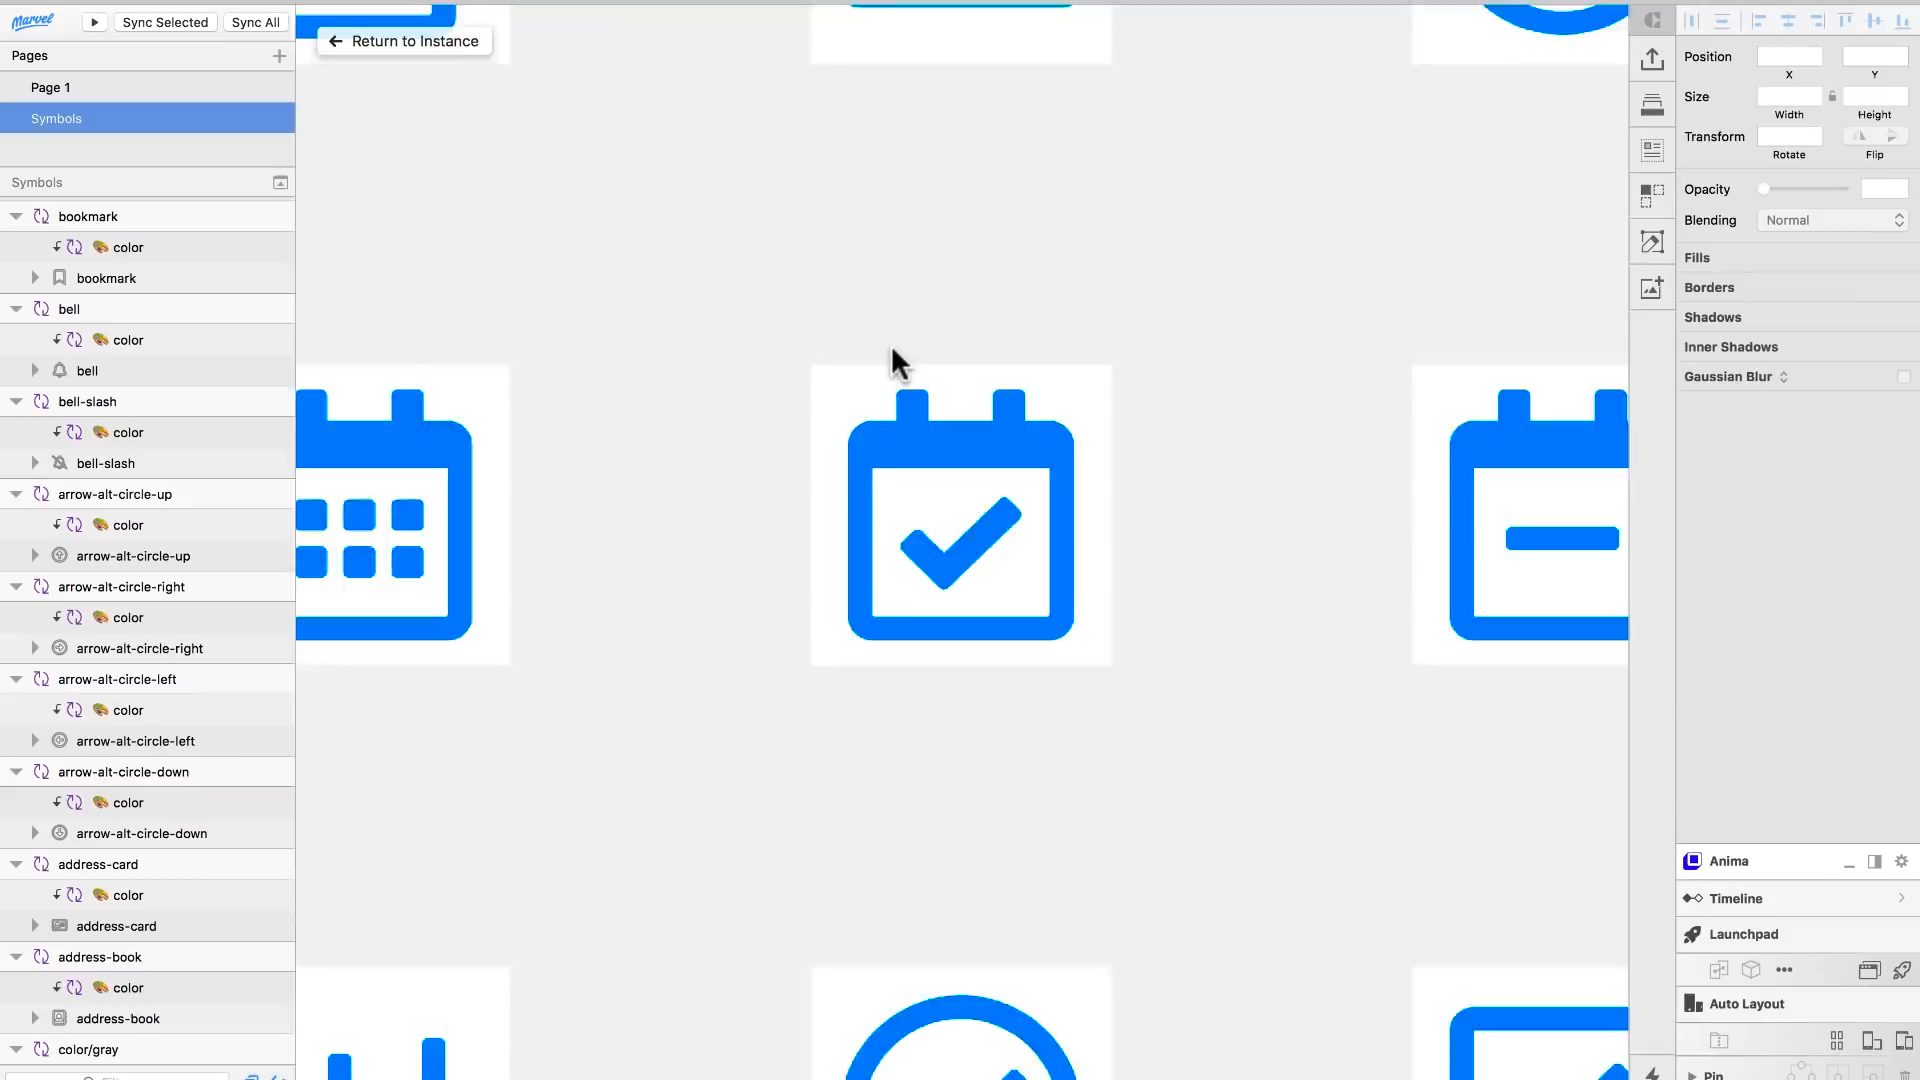 Marvel
Sync Selected
Sync All
Pages
Page 1
Symbols
Symbols
bookmark
color
bookmark
bell
color
bell
bell-slash
color
bell-slash
arrow-alt-circle-up
color
arrow-alt-circle-up
arrow-alt-circle-right
color
arrow-alt-circle-right
arrow-alt-circle-left
color
arrow-alt-circle-left
arrow-alt-circle-down
color
arrow-alt-circle-down
address-card
color
address-card
address-book
color
address-book
color/gray
Return to Instance
Position
X
Y
Size
Width
Height
Transform
Rotate
Flip
Opacity
Blending
Normal
Fills
Borders
Shadows
Inner Shadows
Gaussian Blur
Anima
Timeline
Launchpad
Auto Layout
Pin